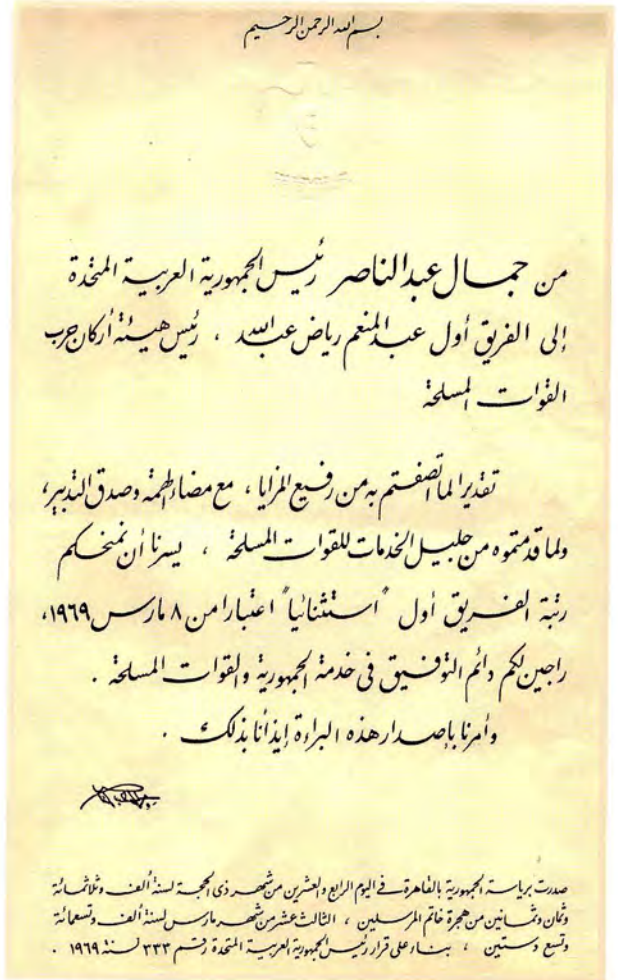 بسم الله الرحمن الرحيم
من جمال عبد الناصر رئيس الجمهورية العربية المتحدة
إلى الفريق أول عبد المنعم رياض عبد الله ، رئيس هيئة أركان حرب
القوات المسلحة
تقديرا لما اتصفتم به من رفيع المزايا ، مع مضاء الهمة وصدق التدبير ،
ولما قدمتموه من جليل الخدمات للقوات المسلحة ، يسرنا أن نمنحكم
رتبة الفريق أول "استثنائيا" اعتبارا من ٨ مارس ١٩٦٩ ،
راجين لكم دائم التوفيق فى خدمة الجمهورية والقوات المسلحة .
وأمرنا بإصدار هذه البراءة إيذانا بذلك .
صدرت برياسة الجمهورية بالقاهرة فى اليوم الرابع والعشرين من شهر ذى الحجة لسنة ألف وثلاثمائة
وثمان وثمانين من هجرة خاتم المرسلين ، الثالث عشر من شهر مارس لسنة ألف وتسعمائة
وتسع وستين ، بناء على قرار رئيس الجمهورية العربية المتحدة رقم ٣٣٣ لسنة ١٩٦٩ .